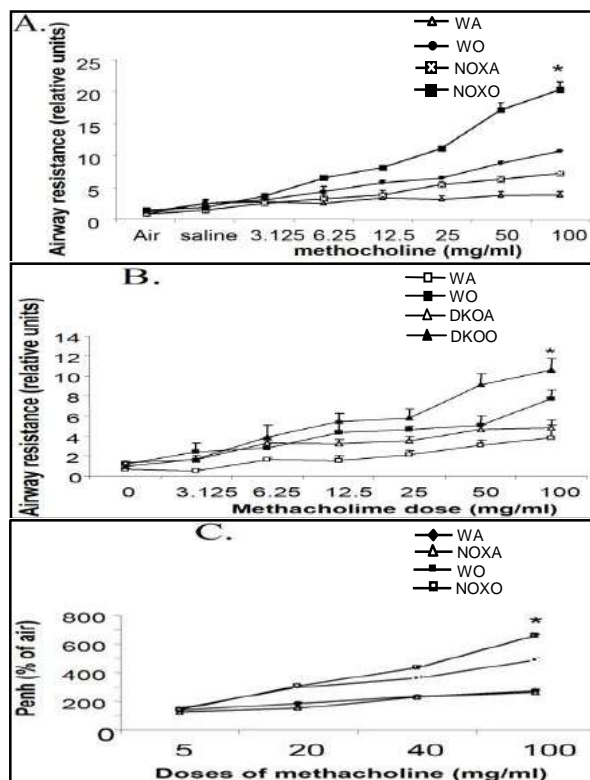 A.
WA
WO
NOXA
NOXO
Airway resistance (relative units)
25
20
15
10
5
0
*
Air saline 3.125 6.25 12.5 25 50 100
methocholine (mg/ml)
B.
WA
WO
DKOA
DKOO
Airway resistance (relative units)
14
12
10
8
6
4
2
0
*
0 3.125 6.25 12.5 25 50 100
Methacholime dose (mg/ml)
C.
WA
NOXA
WO
NOXO
Penh (% of air)
800
600
400
200
0
*
5 20 40 100
Doses of methacholine (mg/ml)